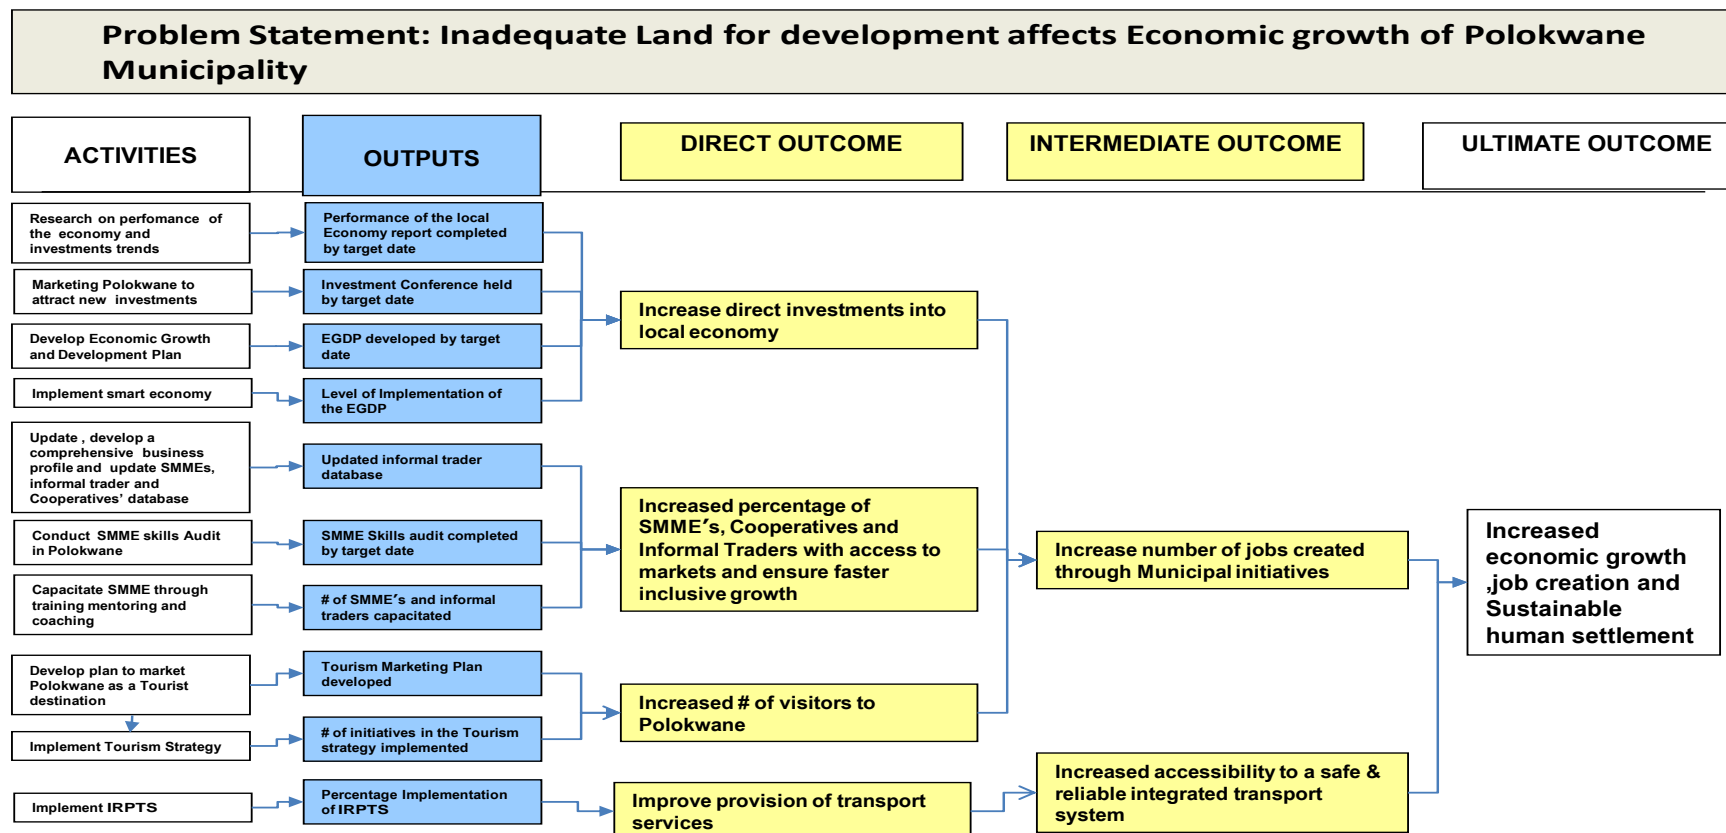 Problem Statement: Inadequate Land for development affects Economic growth of Polokwane
Municipality
ACTIVITIES
OUTPUTS
DIRECT OUTCOME
INTERMEDIATE OUTCOME
ULTIMATE OUTCOME
Research on perfomance of
the economy and
investments trends
Performance of the local
Economy report completed
by target date
Marketing Polokwane to
attract new investments
Investment Conference held
by target date
Develop Economic Growth
and Development Plan
EGDP developed by target
date
Implement smart economy
Level of Implementation of
the EGDP
Increase direct investments into
local economy
Update , develop a
comprehensive business
profile and update SMMEs,
informal trader and
Cooperatives' database
Updated informal trader
database
Conduct SMME skills Audit
in Polokwane
SMME Skills audit completed
by target date
Capacitate SMME through
training mentoring and
coaching
# of SMME's and informal
traders capacitated
Increased percentage of
SMME's, Cooperatives and
Informal Traders with access to
markets and ensure faster
inclusive growth
Increase number of jobs created
through Municipal initiatives
Increased
economic growth
,job creation and
Sustainable
human settlement
Develop plan to market
Polokwane as a Tourist
destination
Tourism Marketing Plan
developed
Implement Tourism Strategy
# of initiatives in the Tourism
strategy implemented
Increased # of visitors to
Polokwane
Implement IRPTS
Percentage Implementation
of IRPTS
Improve provision of transport
services
Increased accessibility to a safe &
reliable integrated transport
system